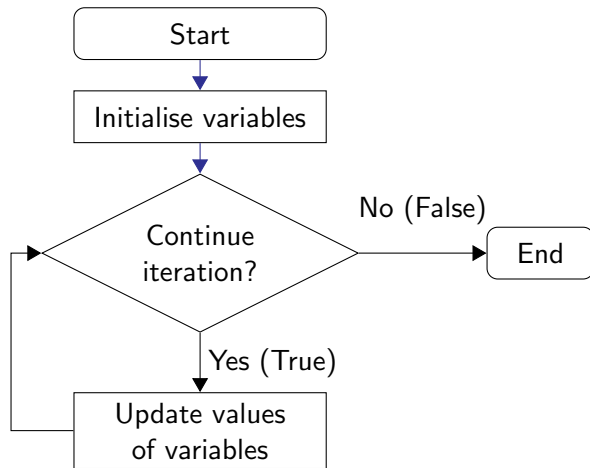 Start
Initialise variables
Continue
iteration?
No (False)
End
Yes (True)
Update values
of variables